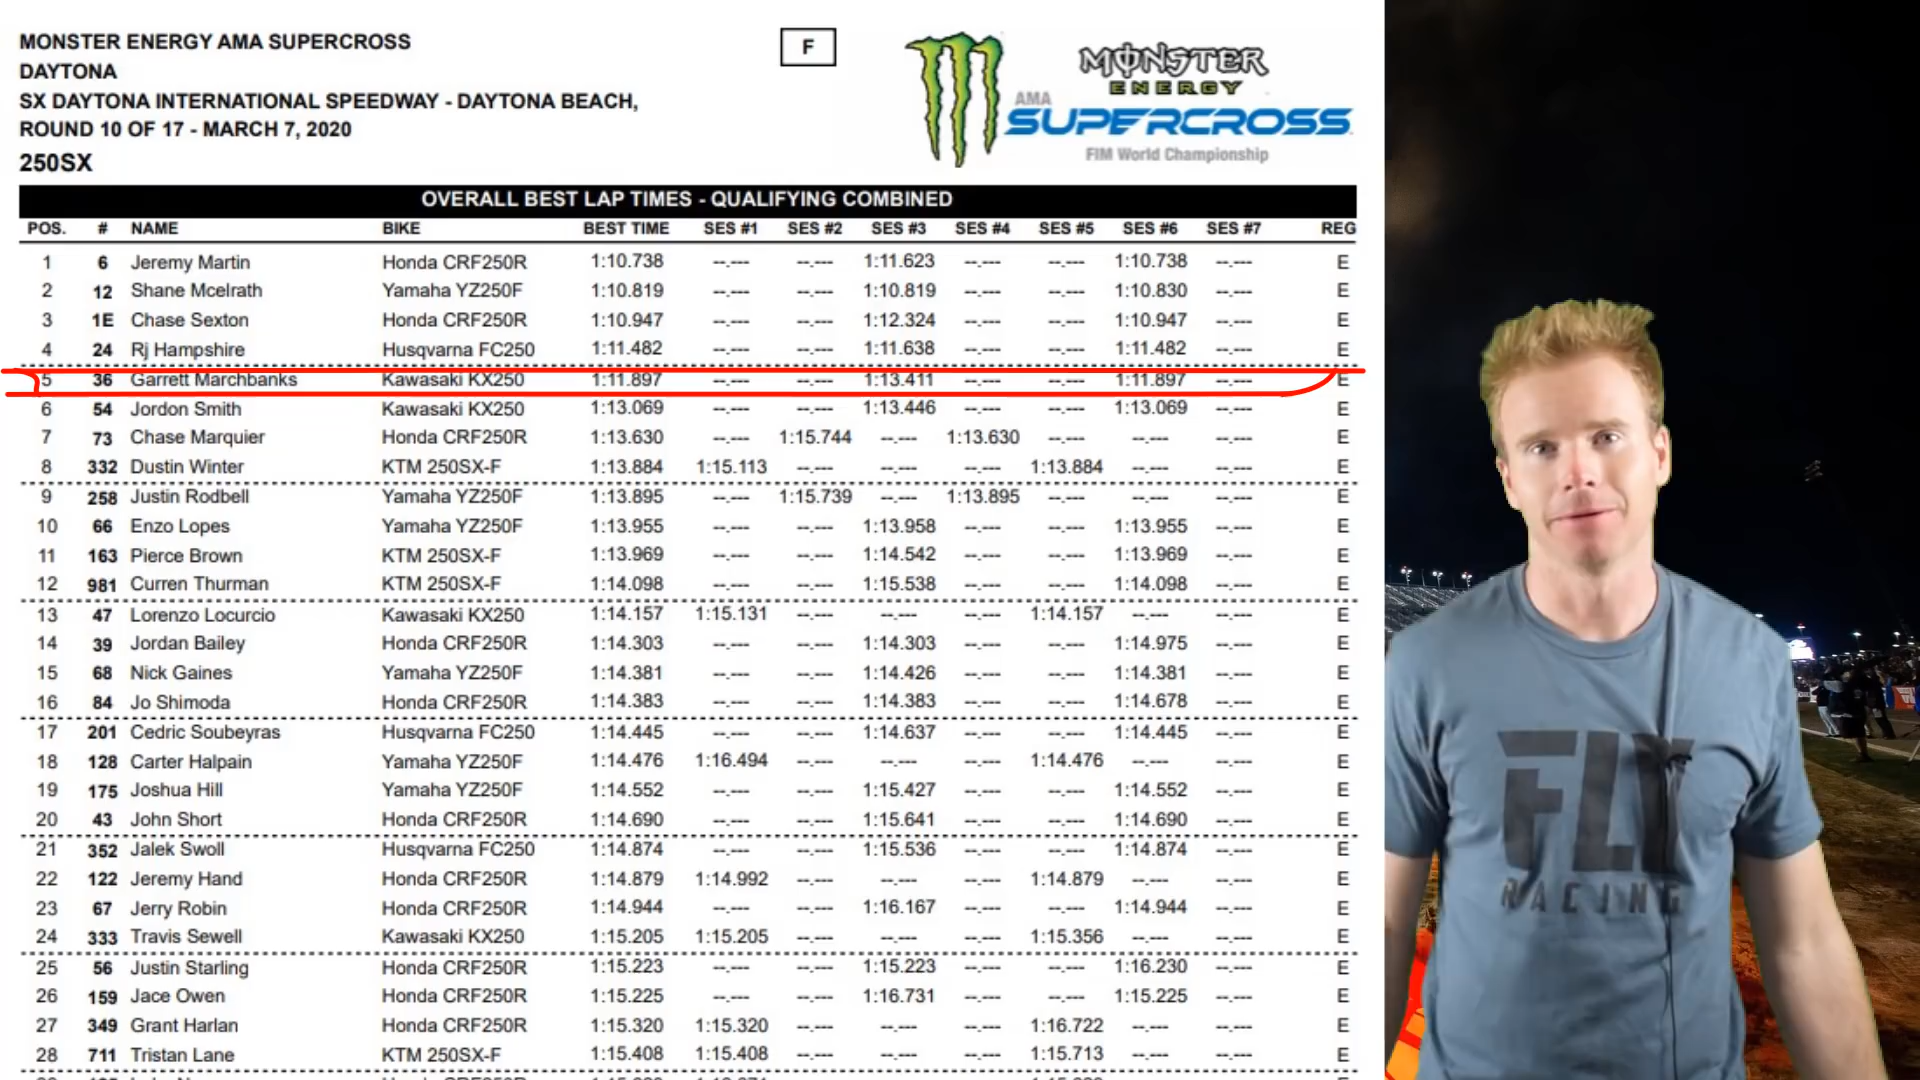 MONSTER ENERGY AMA SUPERCROSS
DAYTONA
SX DAYTONA INTERNATIONAL SPEEDWAY - DAYTONA BEACH,
ROUND 10 OF 17 - MARCH 7, 2020
250SX
F
MONSTER
ENERGY
AMA
SUPERCROSS
FIM World Championship
OVERALL BEST LAP TIMES - QUALIFYING COMBINED
POS. # NAME BIKE BEST TIME SES #1 SES #2 SES #3 SES #4 SES #5 SES #6 SES #7 REG
1 6 Jeremy Martin Honda CRF250R 1:10.738 --.--- --.--- 1:11.623 --.--- --.--- 1:10.738 --.--- E
2 12 Shane Mcelrath Yamaha YZ250F 1:10.819 --.--- --.--- 1:10.819 --.--- --.--- 1:10.830 --.--- E
3 1E Chase Sexton Honda CRF250R 1:10.947 --.--- --.--- 1:12.324 --.--- --.--- 1:10.947 --.--- E
4 24 Rj Hampshire Husqvarna FC250 1:11.482 --.--- --.--- 1:11.638 --.--- --.--- 1:11.482 --.--- E
5 36 Garrett Marchbanks Kawasaki KX250 1:11.897 --.--- --.--- 1:13.411 --.--- --.--- 1:11.897 --.--- E
6 54 Jordon Smith Kawasaki KX250 1:13.069 --.--- --.--- 1:13.446 --.--- --.--- 1:13.069 --.--- E
7 73 Chase Marquier Honda CRF250R 1:13.630 --.--- 1:15.744 --.--- 1:13.630 --.--- --.--- --.--- E
8 332 Dustin Winter KTM 250SX-F 1:13.884 1:15.113 --.--- --.--- --.--- 1:13.884 --.--- --.--- E
9 258 Justin Rodbell Yamaha YZ250F 1:13.895 --.--- 1:15.739 --.--- 1:13.895 --.--- --.--- --.--- E
10 66 Enzo Lopes Yamaha YZ250F 1:13.955 --.--- --.--- 1:13.958 --.--- --.--- 1:13.955 --.--- E
11 163 Pierce Brown KTM 250SX-F 1:13.969 --.--- --.--- 1:14.542 --.--- --.--- 1:13.969 --.--- E
12 981 Curren Thurman KTM 250SX-F 1:14.098 --.--- --.--- 1:15.538 --.--- --.--- 1:14.098 --.--- E
13 47 Lorenzo Locurcio Kawasaki KX250 1:14.157 1:15.131 --.--- --.--- --.--- 1:14.157 --.--- --.--- E
14 39 Jordan Bailey Honda CRF250R 1:14.303 --.--- --.--- 1:14.303 --.--- --.--- 1:14.975 --.--- E
15 68 Nick Gaines Yamaha YZ250F 1:14.381 --.--- --.--- 1:14.426 --.--- --.--- 1:14.381 --.--- E
16 84 Jo Shimoda Honda CRF250R 1:14.383 --.--- --.--- 1:14.383 --.--- --.--- 1:14.678 --.--- E
17 201 Cedric Soubeyras Husqvarna FC250 1:14.445 --.--- --.--- 1:14.637 --.--- --.--- 1:14.445 --.--- E
18 128 Carter Halpain Yamaha YZ250F 1:14.476 1:16.494 --.--- --.--- --.--- 1:14.476 --.--- --.--- E
19 175 Joshua Hill Yamaha YZ250F 1:14.552 --.--- --.--- 1:15.427 --.--- --.--- 1:14.552 --.--- E
20 43 John Short Honda CRF250R 1:14.690 --.--- --.--- 1:15.641 --.--- --.--- 1:14.690 --.--- E
21 352 Jalek Swoll Husqvarna FC250 1:14.874 --.--- --.--- 1:15.536 --.--- --.--- 1:14.874 --.--- E
22 122 Jeremy Hand Honda CRF250R 1:14.879 1:14.992 --.--- --.--- --.--- 1:14.879 --.--- --.--- E
23 67 Jerry Robin Honda CRF250R 1:14.944 --.--- --.--- 1:16.167 --.--- --.--- 1:14.944 --.--- E
24 333 Travis Sewell Kawasaki KX250 1:15.205 1:15.205 --.--- --.--- --.--- 1:15.356 --.--- --.--- E
25 56 Justin Starling Honda CRF250R 1:15.223 --.--- --.--- 1:15.223 --.--- --.--- 1:16.230 --.--- E
26 159 Jace Owen Honda CRF250R 1:15.225 --.--- --.--- 1:16.731 --.--- --.--- 1:15.225 --.--- E
27 349 Grant Harlan Honda CRF250R 1:15.320 1:15.320 --.--- --.--- --.--- 1:16.722 --.--- --.--- E
28 711 Tristan Lane KTM 250SX-F 1:15.408 1:15.408 --.--- --.--- --.--- 1:15.713 --.--- --.--- E
FLY
RACING